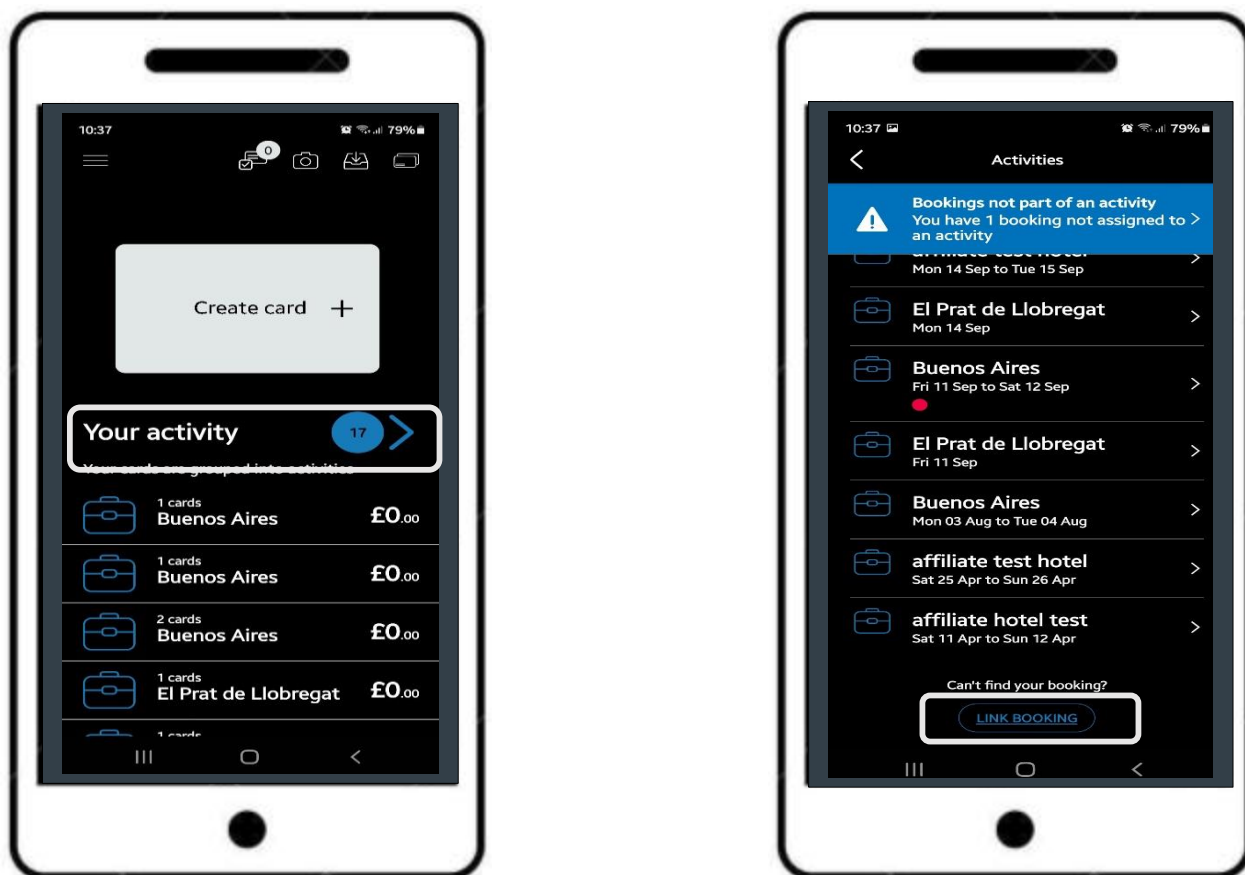 10:37
79%
0
Create card +
Your activity
17
Your cards are grouped into activities
1 cards
Buenos Aires
£0.00
1 cards
Buenos Aires
£0.00
2 cards
Buenos Aires
£0.00
1 cards
El Prat de Llobregat
£0.00
1 cards
10:37
79%
Activities
Bookings not part of an activity
You have 1 booking not assigned to
an activity
affiliate test hotel
Mon 14 Sep to Tue 15 Sep
El Prat de Llobregat
Mon 14 Sep
Buenos Aires
Fri 11 Sep to Sat 12 Sep
El Prat de Llobregat
Fri 11 Sep
Buenos Aires
Mon 03 Aug to Tue 04 Aug
affiliate test hotel
Sat 25 Apr to Sun 26 Apr
affiliate hotel test
Sat 11 Apr to Sun 12 Apr
Can't find your booking?
LINK BOOKING